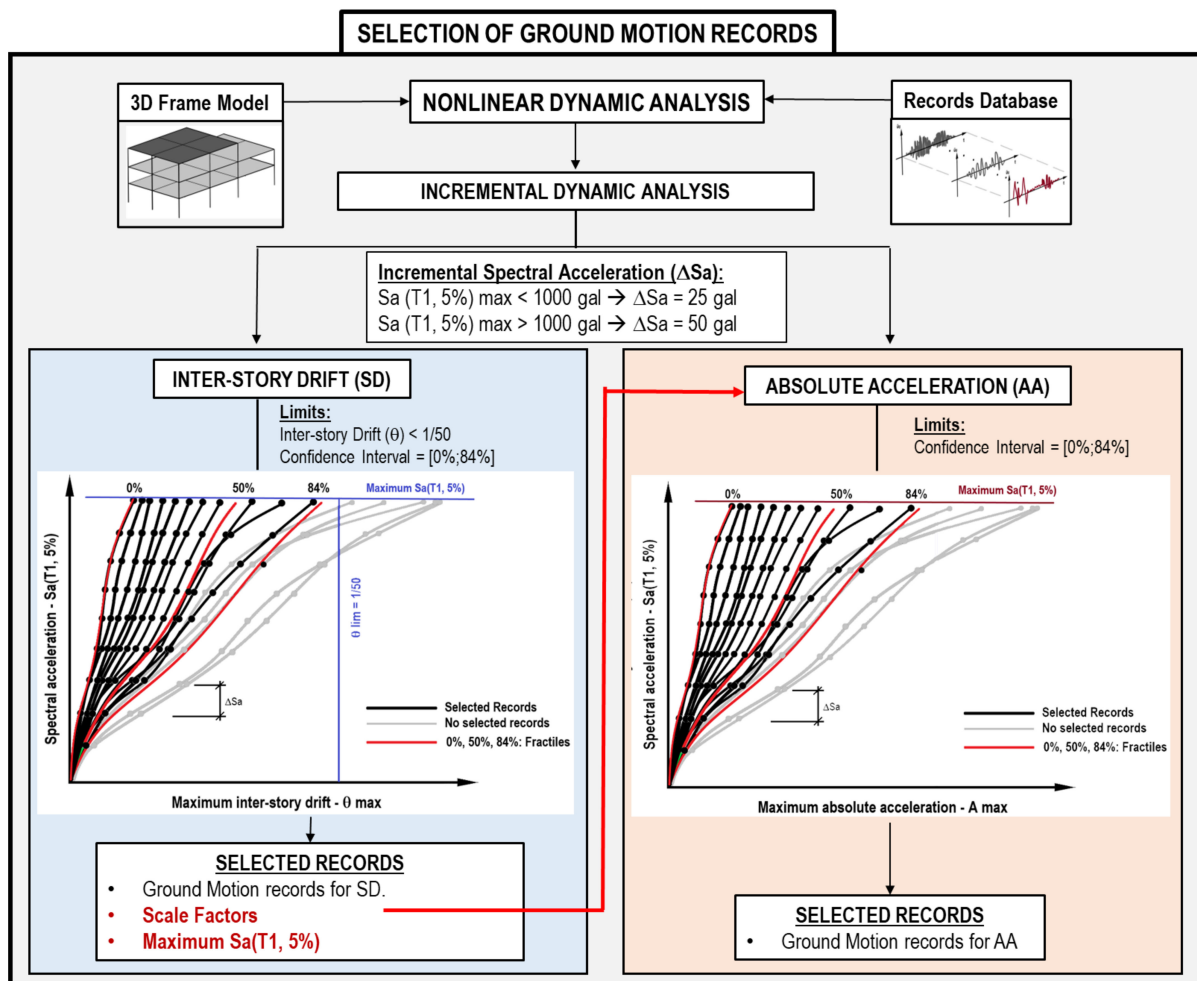 SELECTION OF GROUND MOTION RECORDS
3D Frame Model
NONLINEAR DYNAMIC ANALYSIS
Records Database
INCREMENTAL DYNAMIC ANALYSIS
Incremental Spectral Acceleration (ΔSa):
Sa (T1, 5%) max < 1000 gal → ΔSa = 25 gal
Sa (T1, 5%) max > 1000 gal → ΔSa = 50 gal
INTER-STORY DRIFT (SD)
Limits:
Inter-story Drift (θ) < 1/50
Confidence Interval = [0%;84%]
0%
50%
84%
Maximum Sa(T1, 5%)
Spectral acceleration - Sa(T1, 5%)
θ lim = 1/50
ΔSa
Selected Records
No selected records
0%, 50%, 84%: Fractiles
Maximum inter-story drift - θ max
SELECTED RECORDS
• Ground Motion records for SD.
• Scale Factors
• Maximum Sa(T1, 5%)
ABSOLUTE ACCELERATION (AA)
Limits:
Confidence Interval = [0%;84%]
0%
50%
84%
Maximum Sa(T1, 5%)
Spectral acceleration - Sa(T1, 5%)
ΔSa
Selected Records
No selected records
0%, 50%, 84%: Fractiles
Maximum absolute acceleration - A max
SELECTED RECORDS
• Ground Motion records for AA